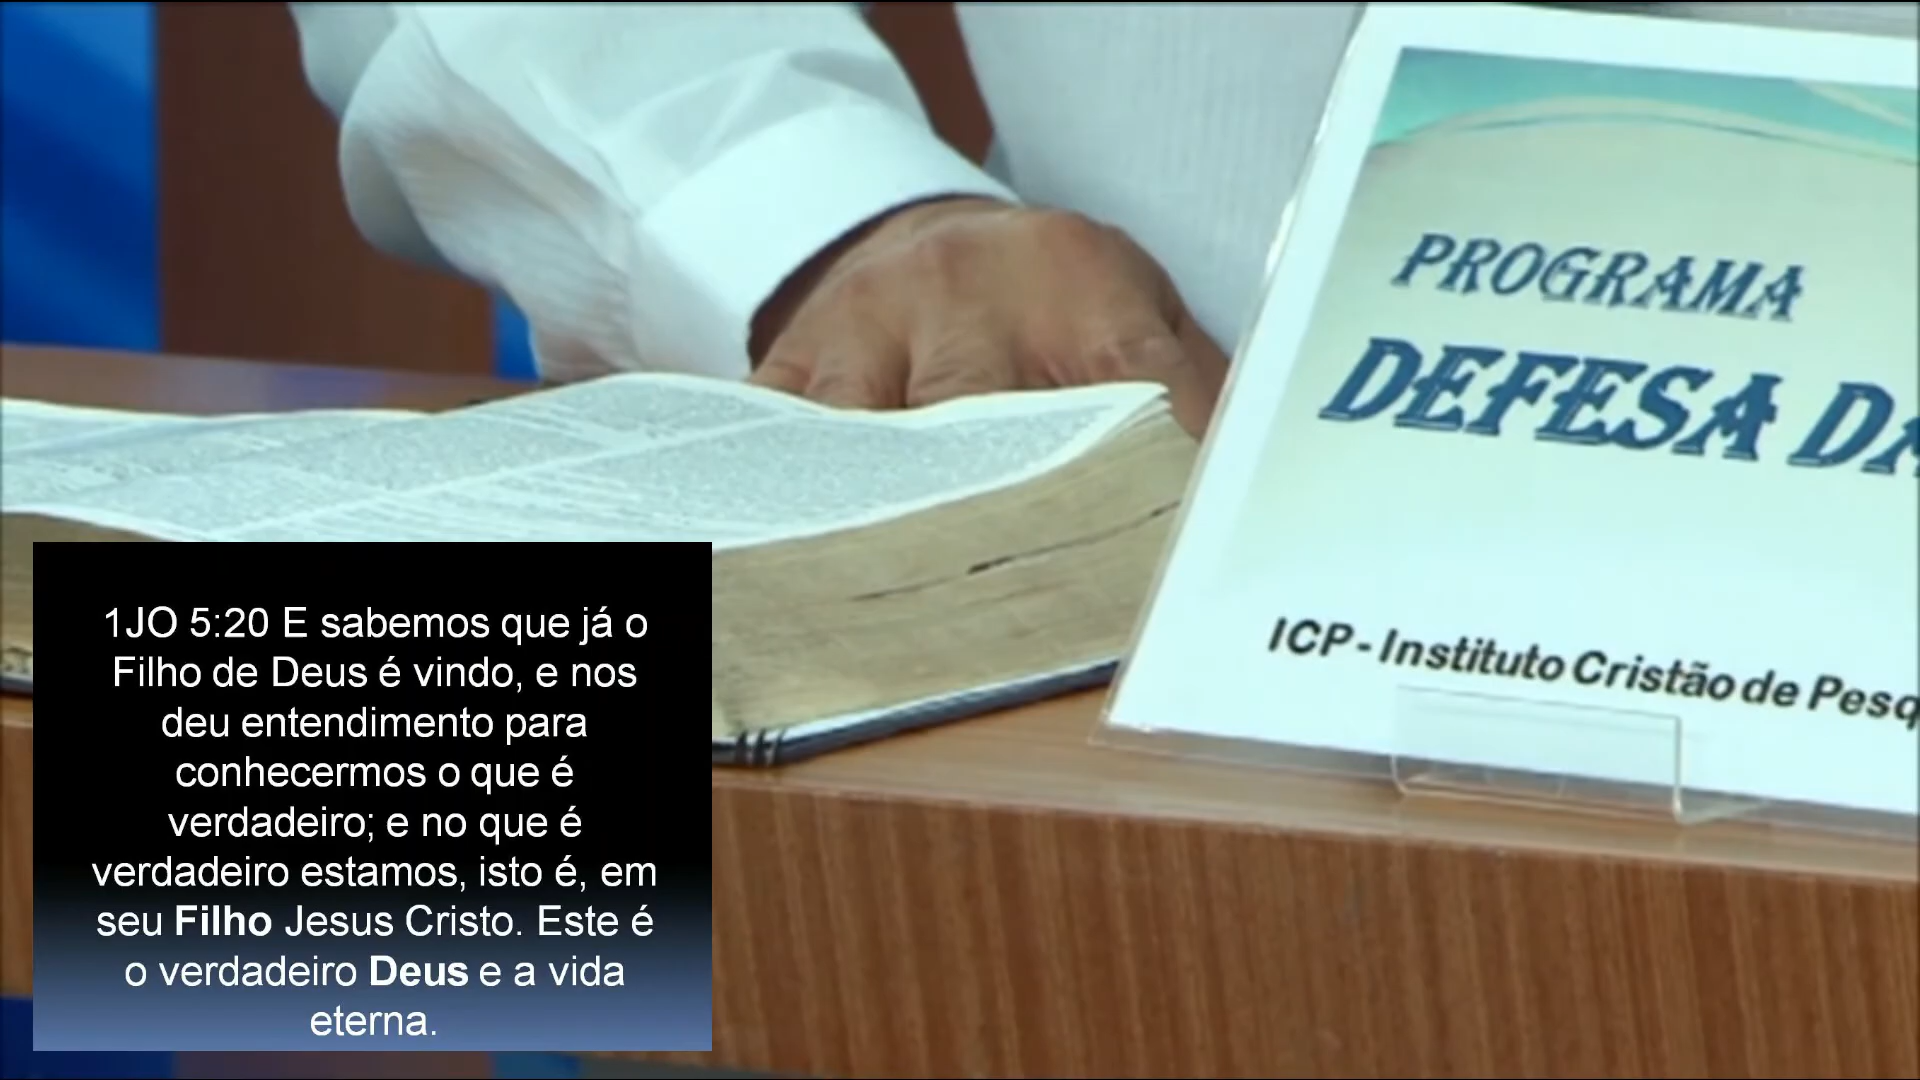 PROGRAMA
DEFESA
ICP - Instituto Cristão de
1JO 5:20 E sabemos que já o
Filho de Deus é vindo, e nos
deu entendimento para
conhecermos o que é
verdadeiro; e no que é
verdadeiro estamos, isto é, em
seu Filho Jesus Cristo. Este é
o verdadeiro Deus e a vida
eterna.